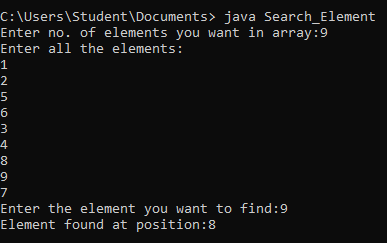 C:\Users\Student\Documents> java Search_Element
Enter no. of elements you want in array:9
Enter all the elements:
1
2
5
6
3
4
8
9
7
Enter the element you want to find:9
Element found at position:8